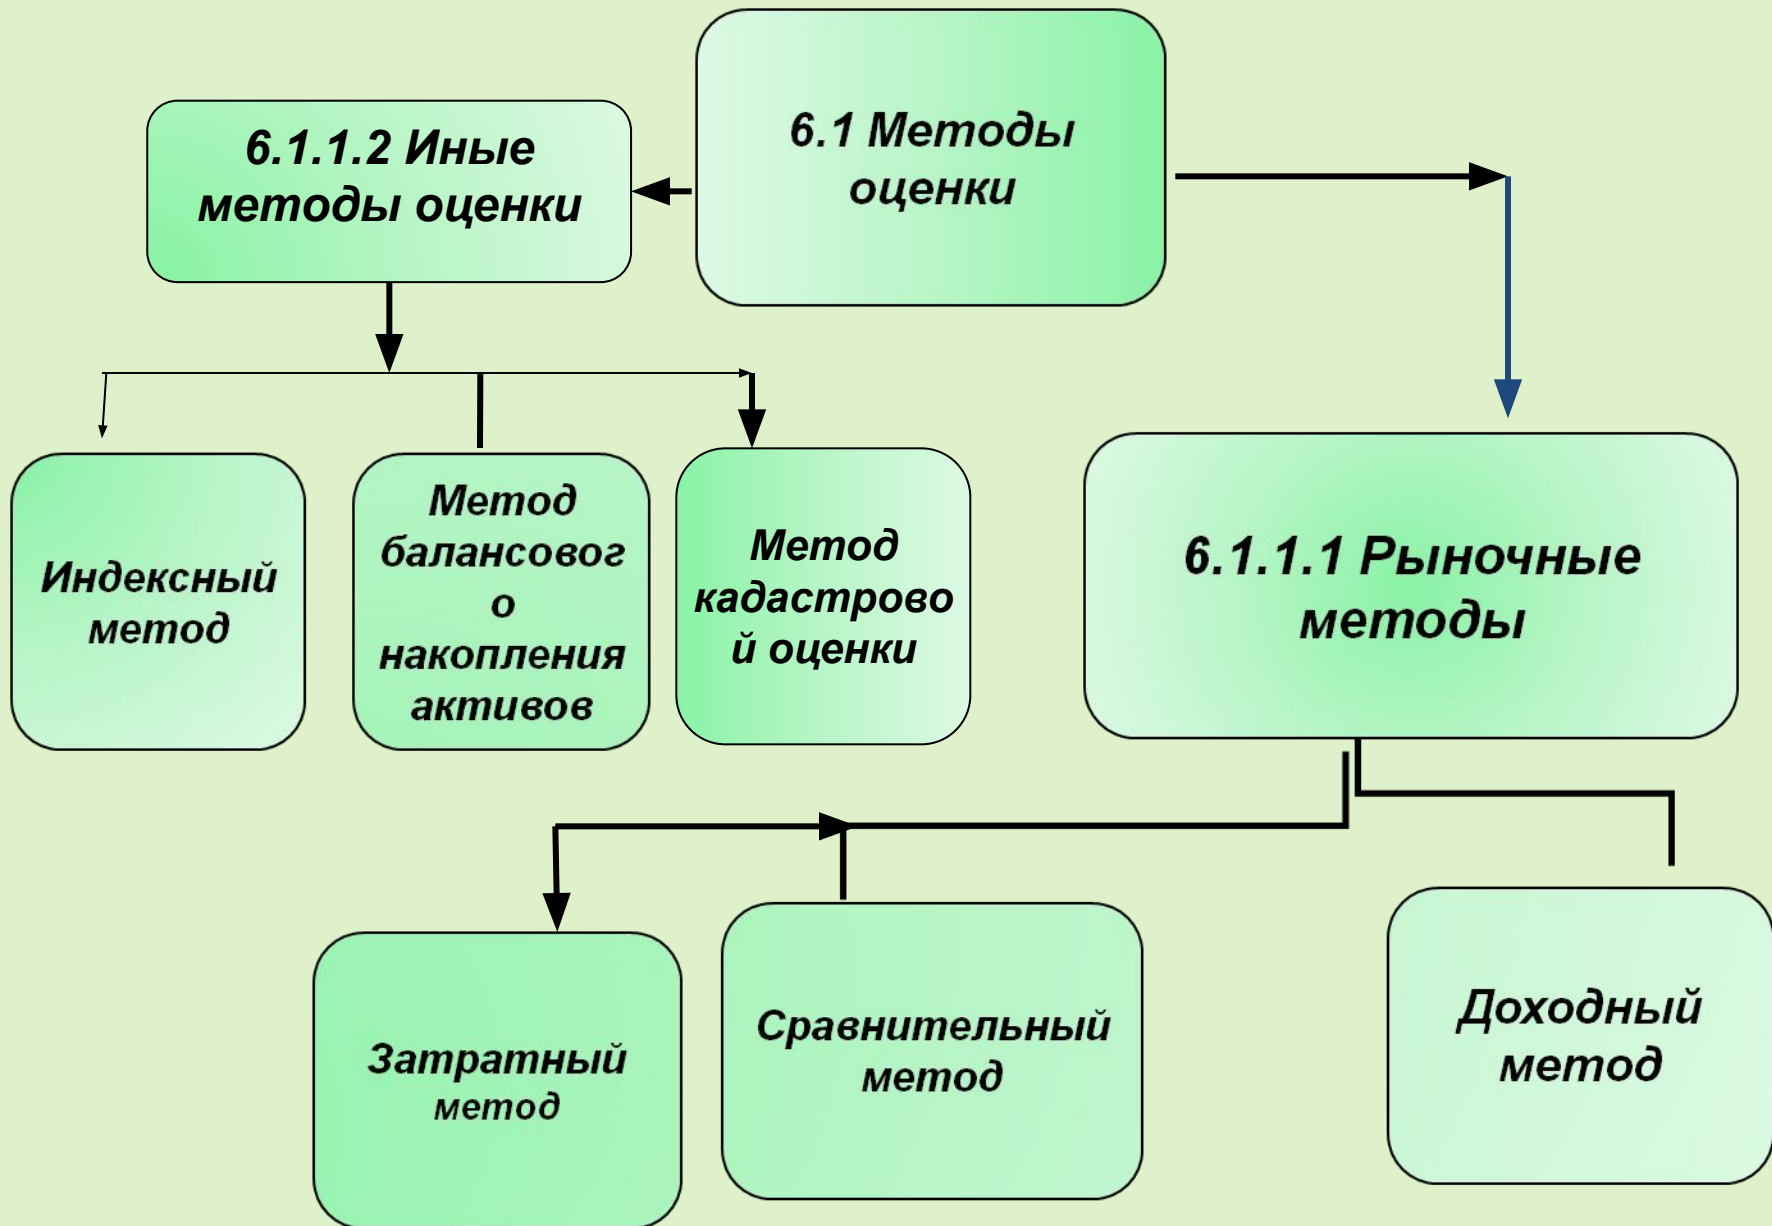 6.1 Методы
оценки
6.1.1.2 Иные
методы оценки
Индексный
метод
Метод
балансовог
о
накопления
активов
Метод
кадастрово
й оценки
6.1.1.1 Рыночные
методы
Затратный
метод
Сравнительный
метод
Доходный
метод